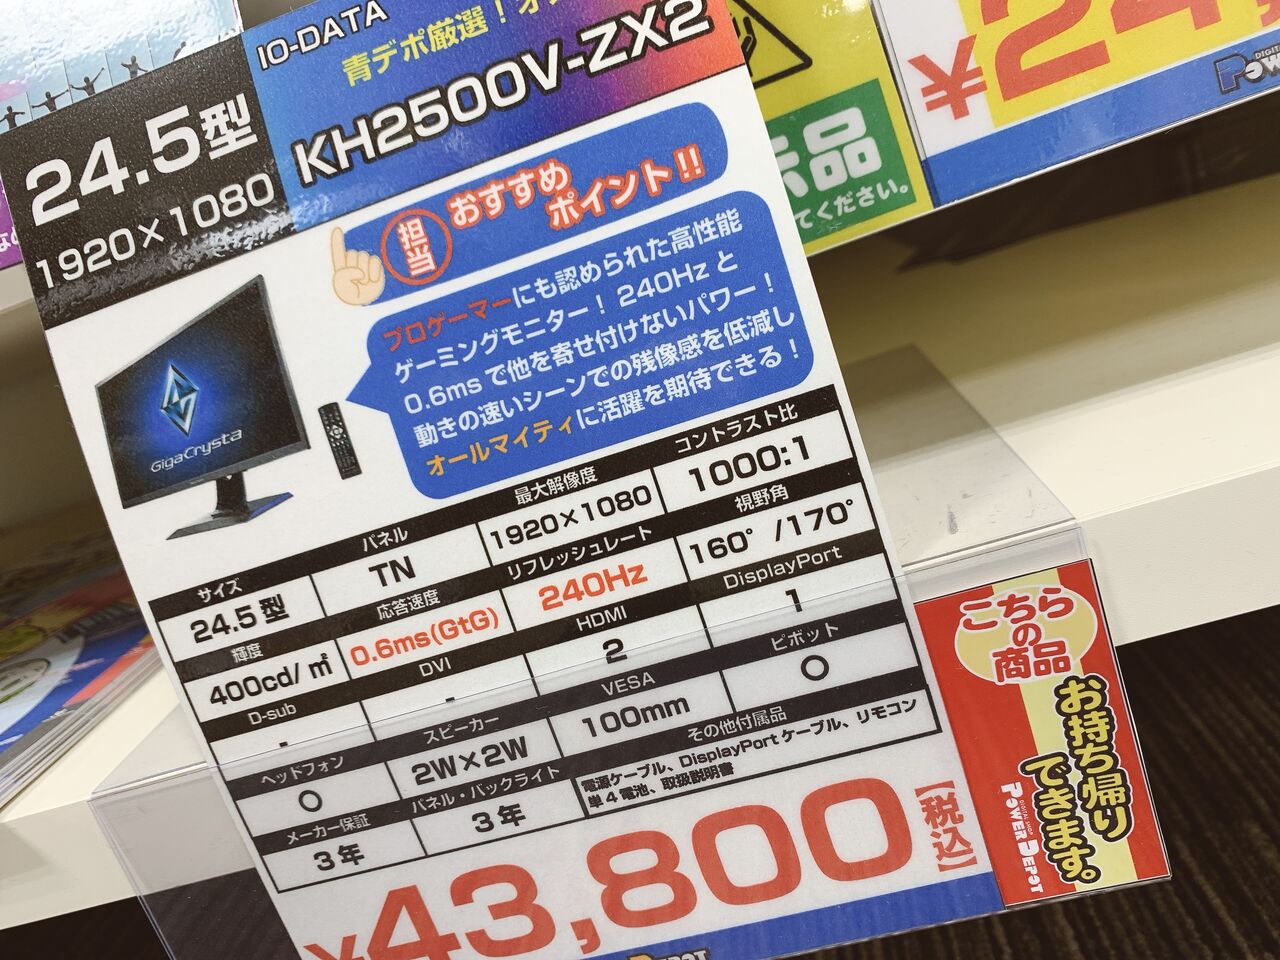 IO-DATA
青デポ厳選！オ
KH2500V-ZX2
24.5型
1920×1080
担当
おすすめ
ポイント!!
プロゲーマーにも認められた高性能
ゲーミングモニター！240Hzと
0.6msで他を寄せ付けないパワー！
動きの速いシーンでの残像感を低減し
オールマイティに活躍を期待できる！
GigaCrysta
サイズ パネル 最大解像度 コントラスト比
24.5型 TN 1920×1080 1000:1
輝度 応答速度 リフレッシュレート 視野角
400cd/㎡ 0.6ms(GtG) 240Hz 160°/170°
D-sub DVI HDMI DisplayPort
- - 2 1
ヘッドフォン スピーカー VESA ピボット
○ 2W×2W 100mm ○
メーカー保証 パネル・バックライト その他付属品
3年 3年 電源ケーブル、DisplayPortケーブル、リモコン
単4電池、取扱説明書
¥43,800
【税込】
こちら
の
商品
お持ち帰り
できます。
DIGITAL SHOP
POWER DEPOT
示品
てください。
¥
DIGITAL
POW